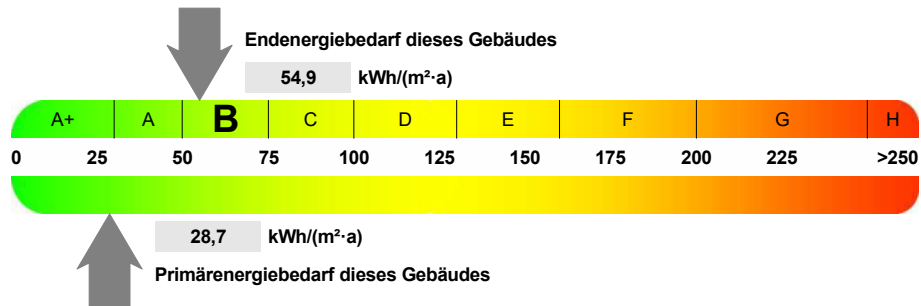 Endenergiebedarf dieses Gebäudes
54,9 kWh/(m²·a)
A+ A B C D E F G H
0 25 50 75 100 125 150 175 200 225 >250
28,7 kWh/(m²·a)
Primärenergiebedarf dieses Gebäudes